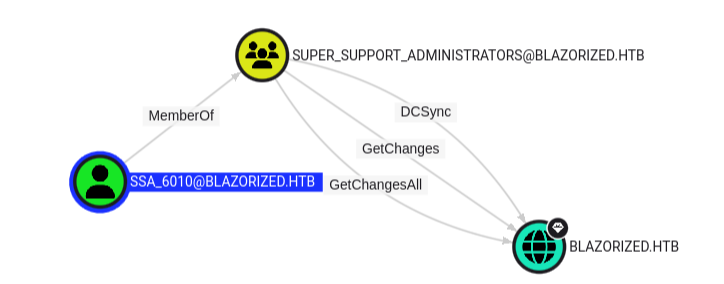 SUPER_SUPPORT_ADMINISTRATORS@BLAZORIZED.HTB
MemberOf
DCSync
GetChanges
SSA_6010@BLAZORIZED.HTB
GetChangesAll
BLAZORIZED.HTB